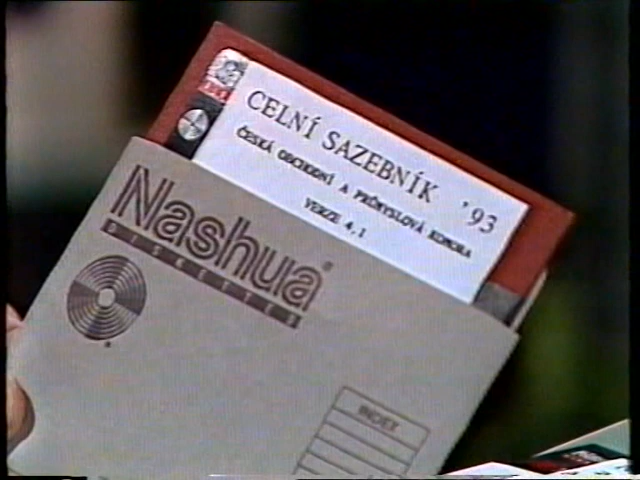 CELNÍ SAZEBNÍK '93
ČESKÁ OBCHODNÍ A PRŮMYSLOVÁ KOMORA
VERZE 4.1
Nashua®
DISKETTES
INDEX